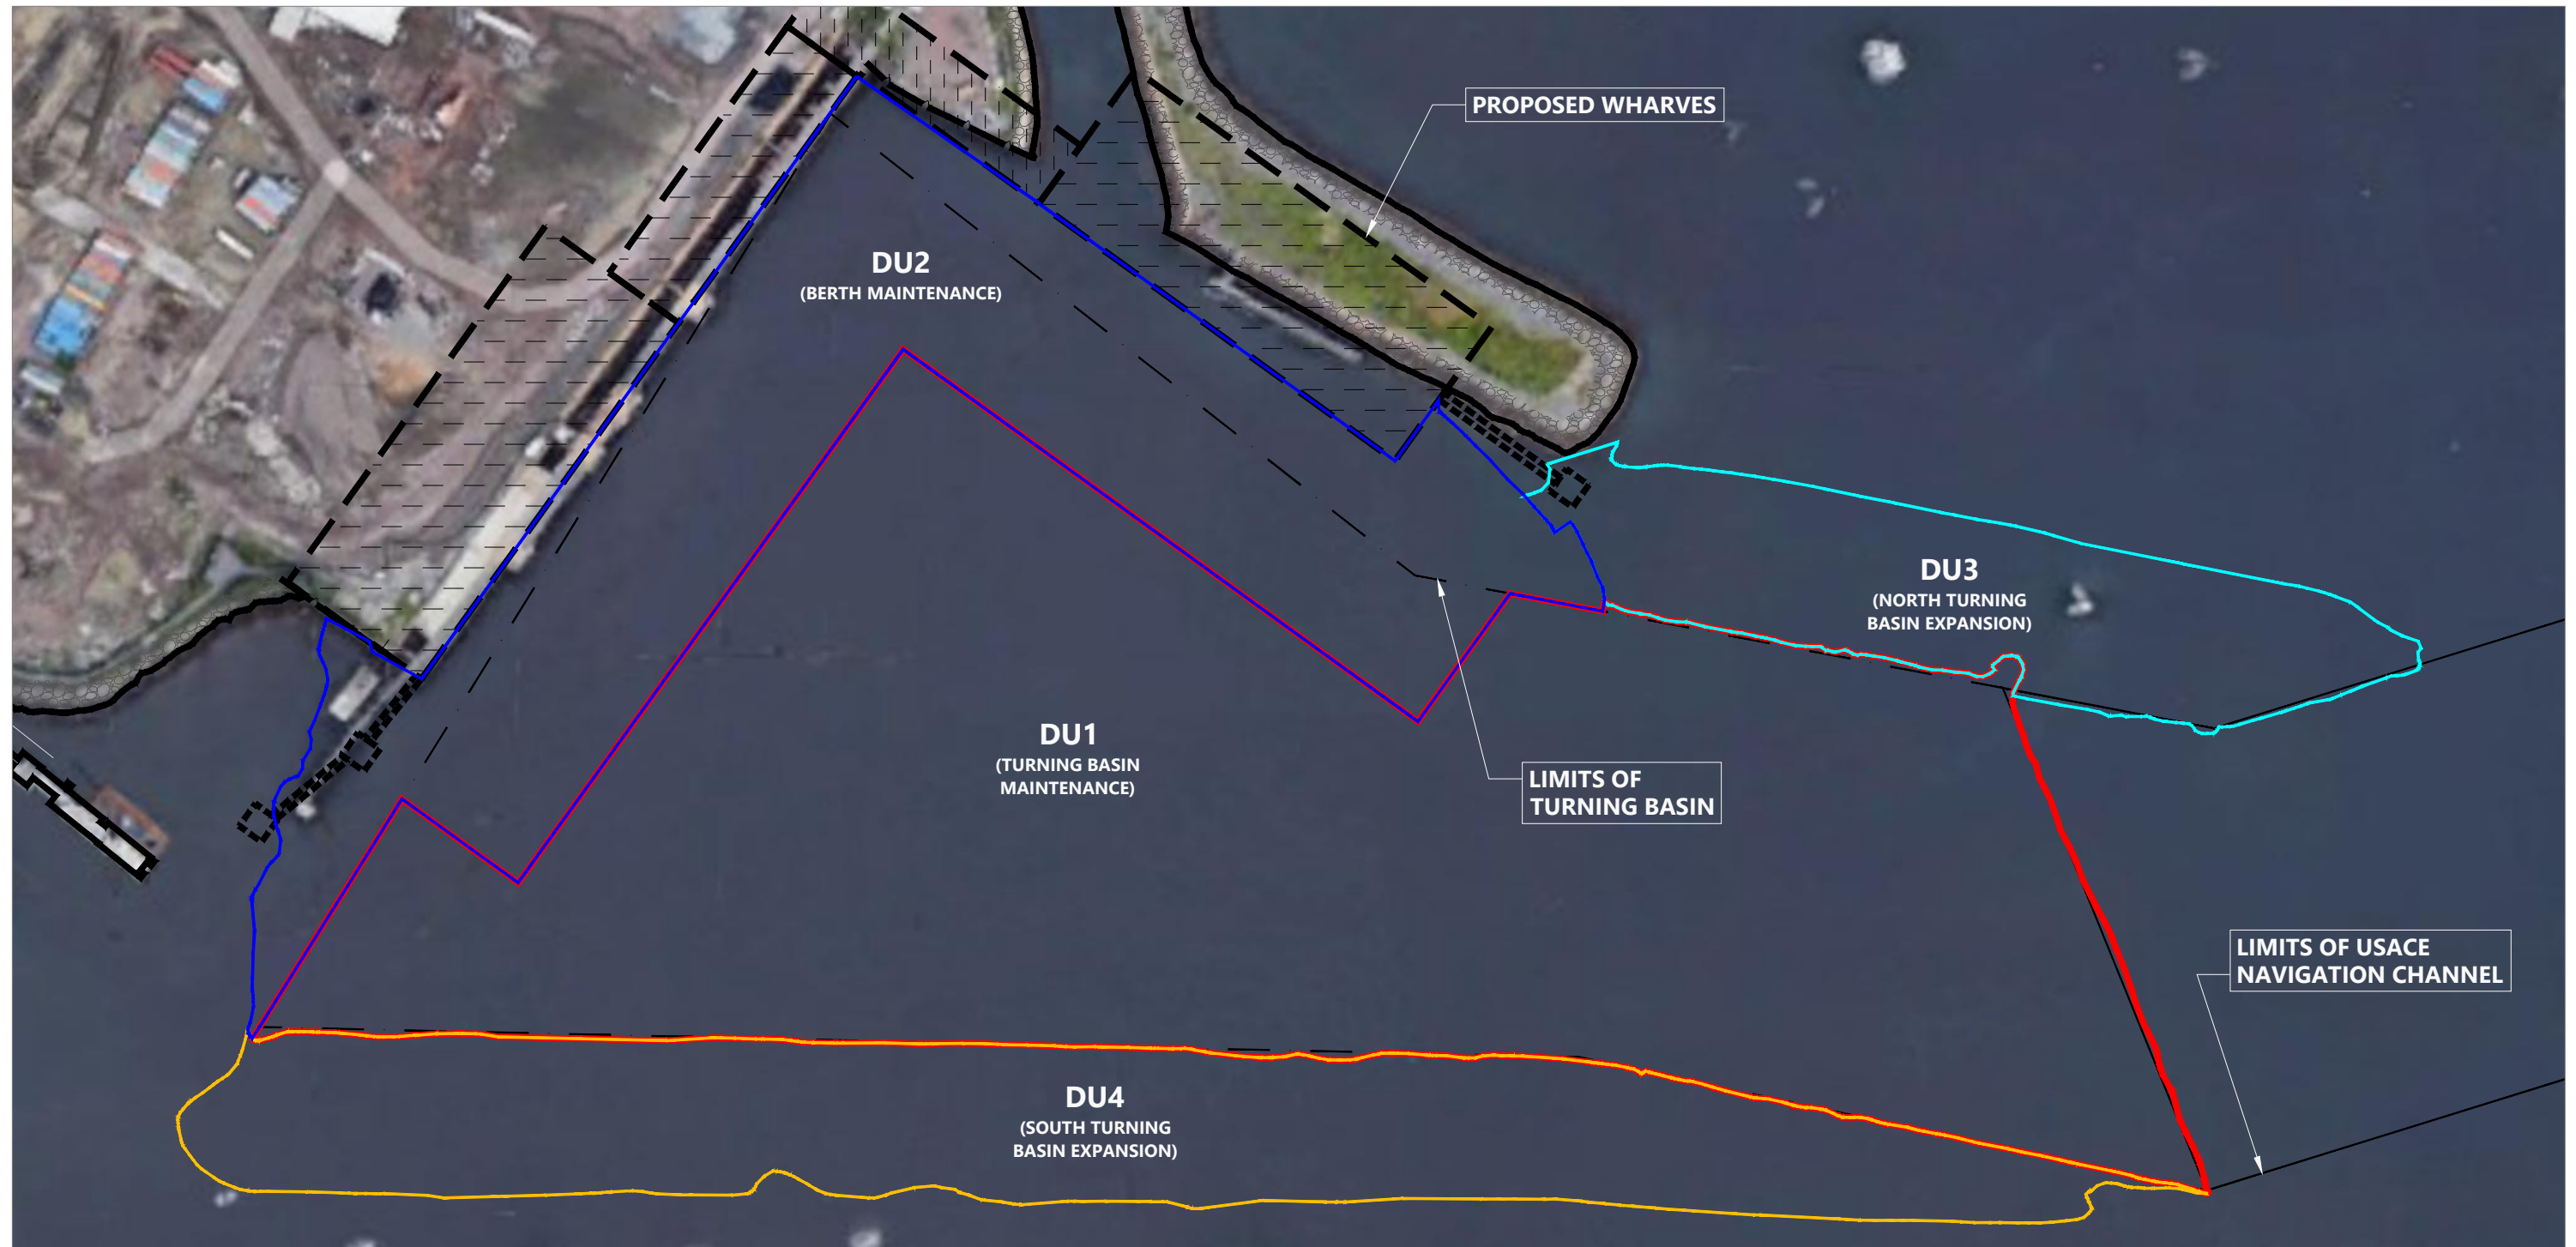 PROPOSED WHARVES
DU2
(BERTH MAINTENANCE)
DU3
(NORTH TURNING
BASIN EXPANSION)
DU1
(TURNING BASIN
MAINTENANCE)
LIMITS OF
TURNING BASIN
LIMITS OF USACE
NAVIGATION CHANNEL
DU4
(SOUTH TURNING
BASIN EXPANSION)